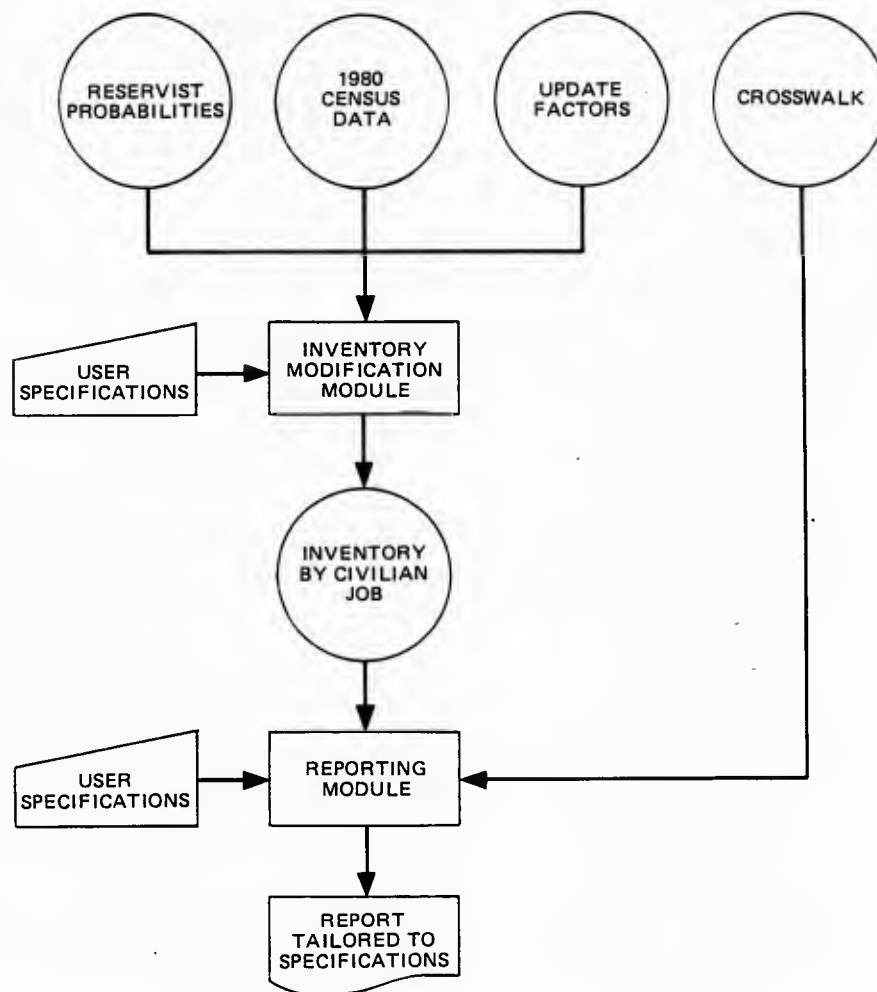 RESERVIST
PROBABILITIES
1980
CENSUS
DATA
UPDATE
FACTORS
CROSSWALK
USER
SPECIFICATIONS
INVENTORY
MODIFICATION
MODULE
INVENTORY
BY CIVILIAN
JOB
USER
SPECIFICATIONS
REPORTING
MODULE
REPORT
TAILORED TO
SPECIFICATIONS